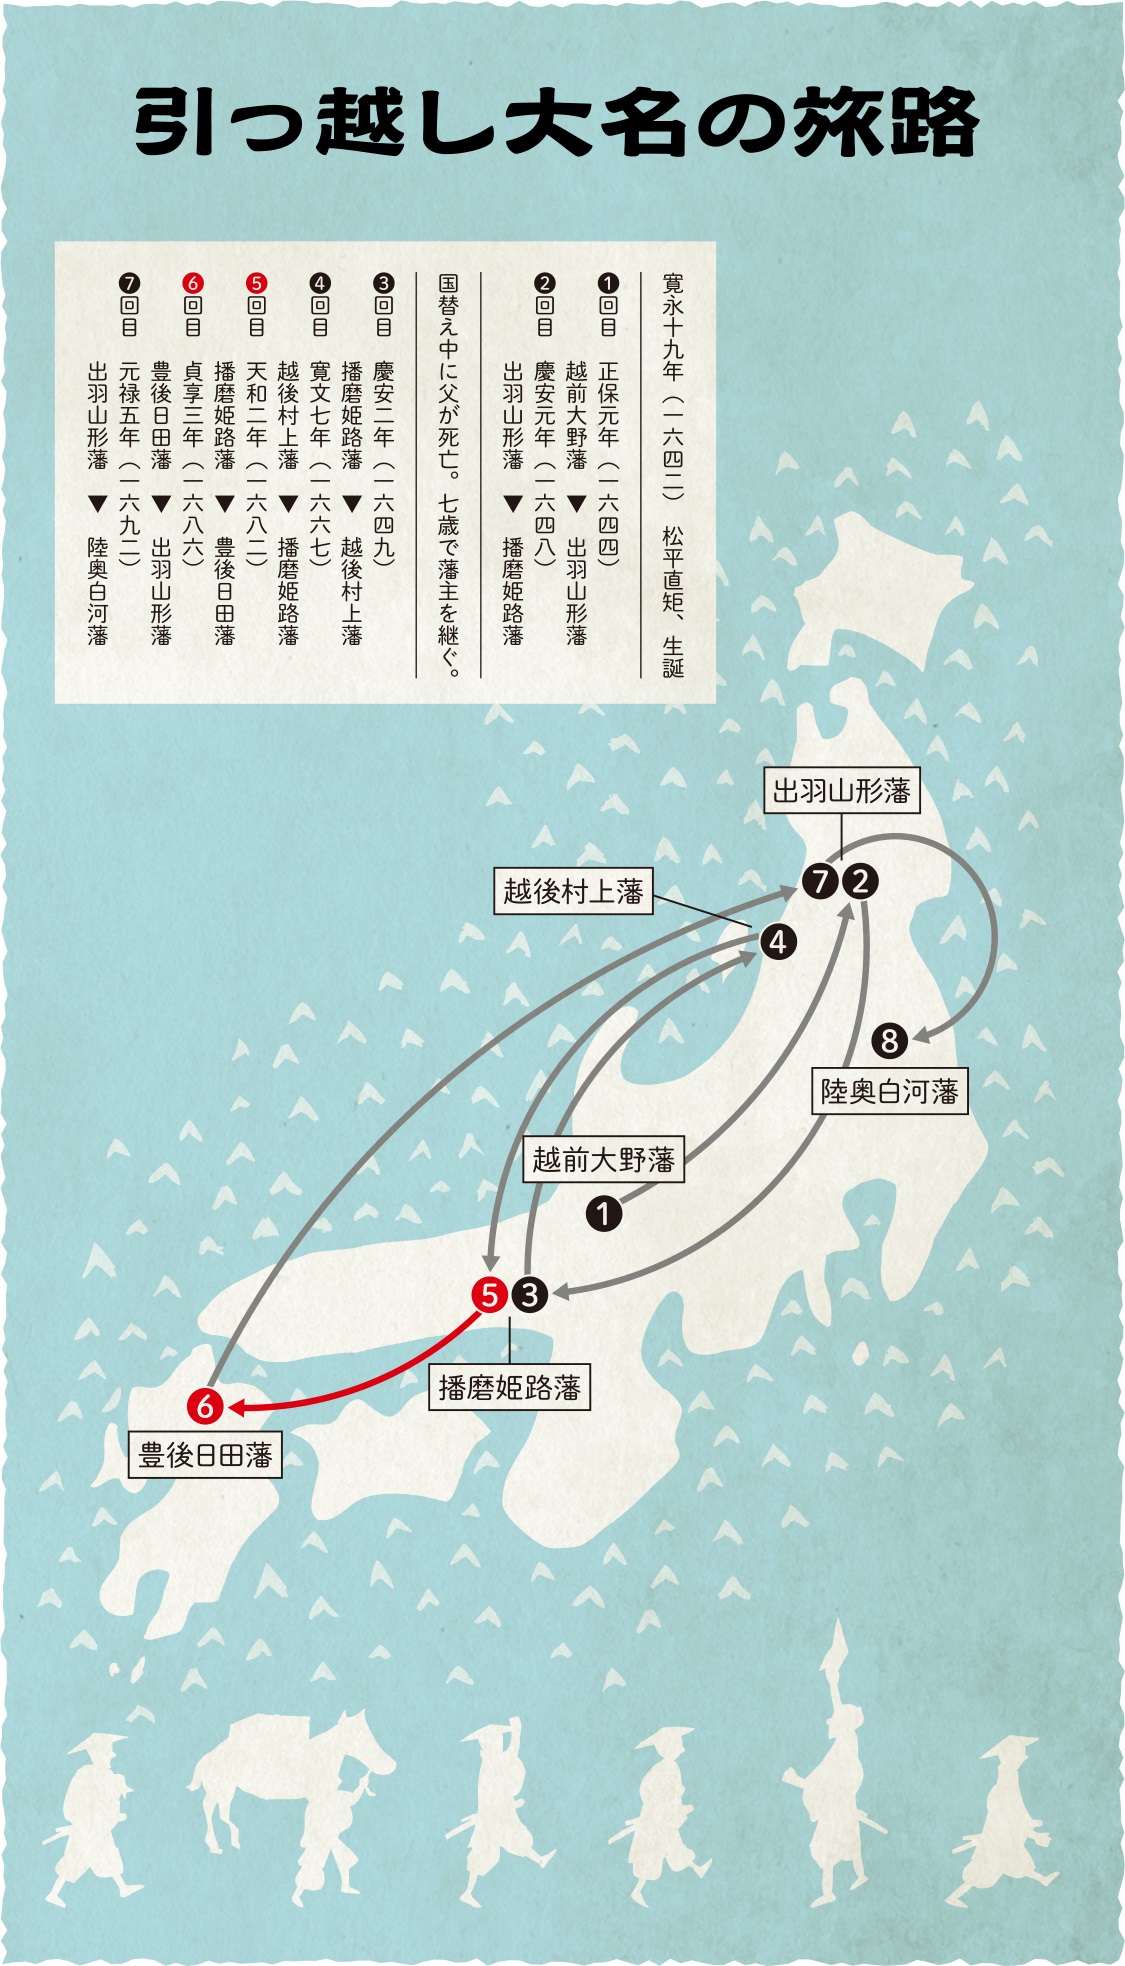 引っ越し大名の旅路
寛永十九年（一六四二）　松平直矩、生誕
❶回目　正保元年（一六四四）
越前大野藩　▼　出羽山形藩
❷回目　慶安元年（一六四八）
出羽山形藩　▼　播磨姫路藩
国替え中に父が死亡。七歳で藩主を継ぐ。
❸回目　慶安二年（一六四九）
播磨姫路藩　▼　越後村上藩
❹回目　寛文七年（一六六七）
越後村上藩　▼　播磨姫路藩
❺回目　天和二年（一六八二）
播磨姫路藩　▼　豊後日田藩
❻回目　貞享三年（一六八六）
豊後日田藩　▼　出羽山形藩
❼回目　元禄五年（一六九二）
出羽山形藩　▼　陸奥白河藩
出羽山形藩
7 2
越後村上藩
4
8
陸奥白河藩
越前大野藩
1
5 3
播磨姫路藩
6
豊後日田藩